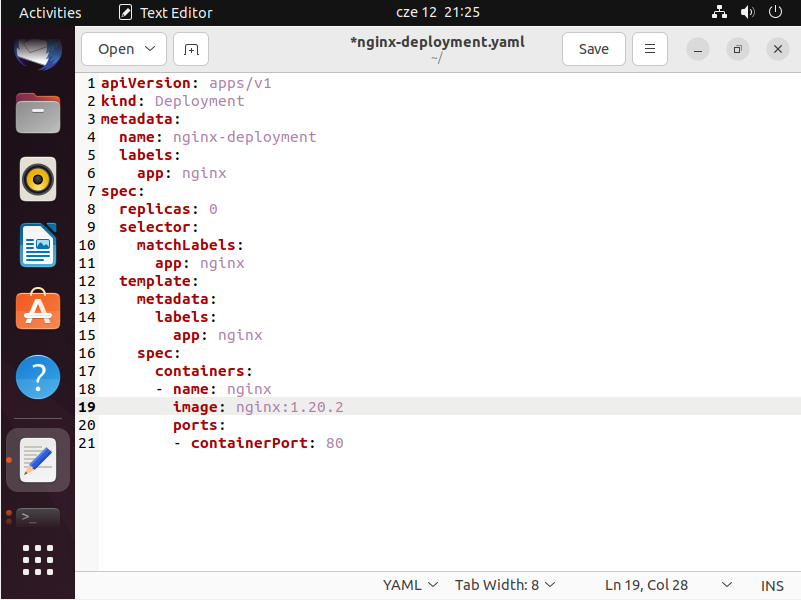 Activities Text Editor cze 12 21:25
Open *nginx-deployment.yaml Save
~/
1 apiVersion: apps/v1
2 kind: Deployment
3 metadata:
4   name: nginx-deployment
5   labels:
6     app: nginx
7 spec:
8   replicas: 0
9   selector:
10     matchLabels:
11       app: nginx
12   template:
13     metadata:
14       labels:
15         app: nginx
16     spec:
17       containers:
18       - name: nginx
19         image: nginx:1.20.2
20         ports:
21         - containerPort: 80
YAML Tab Width: 8 Ln 19, Col 28 INS